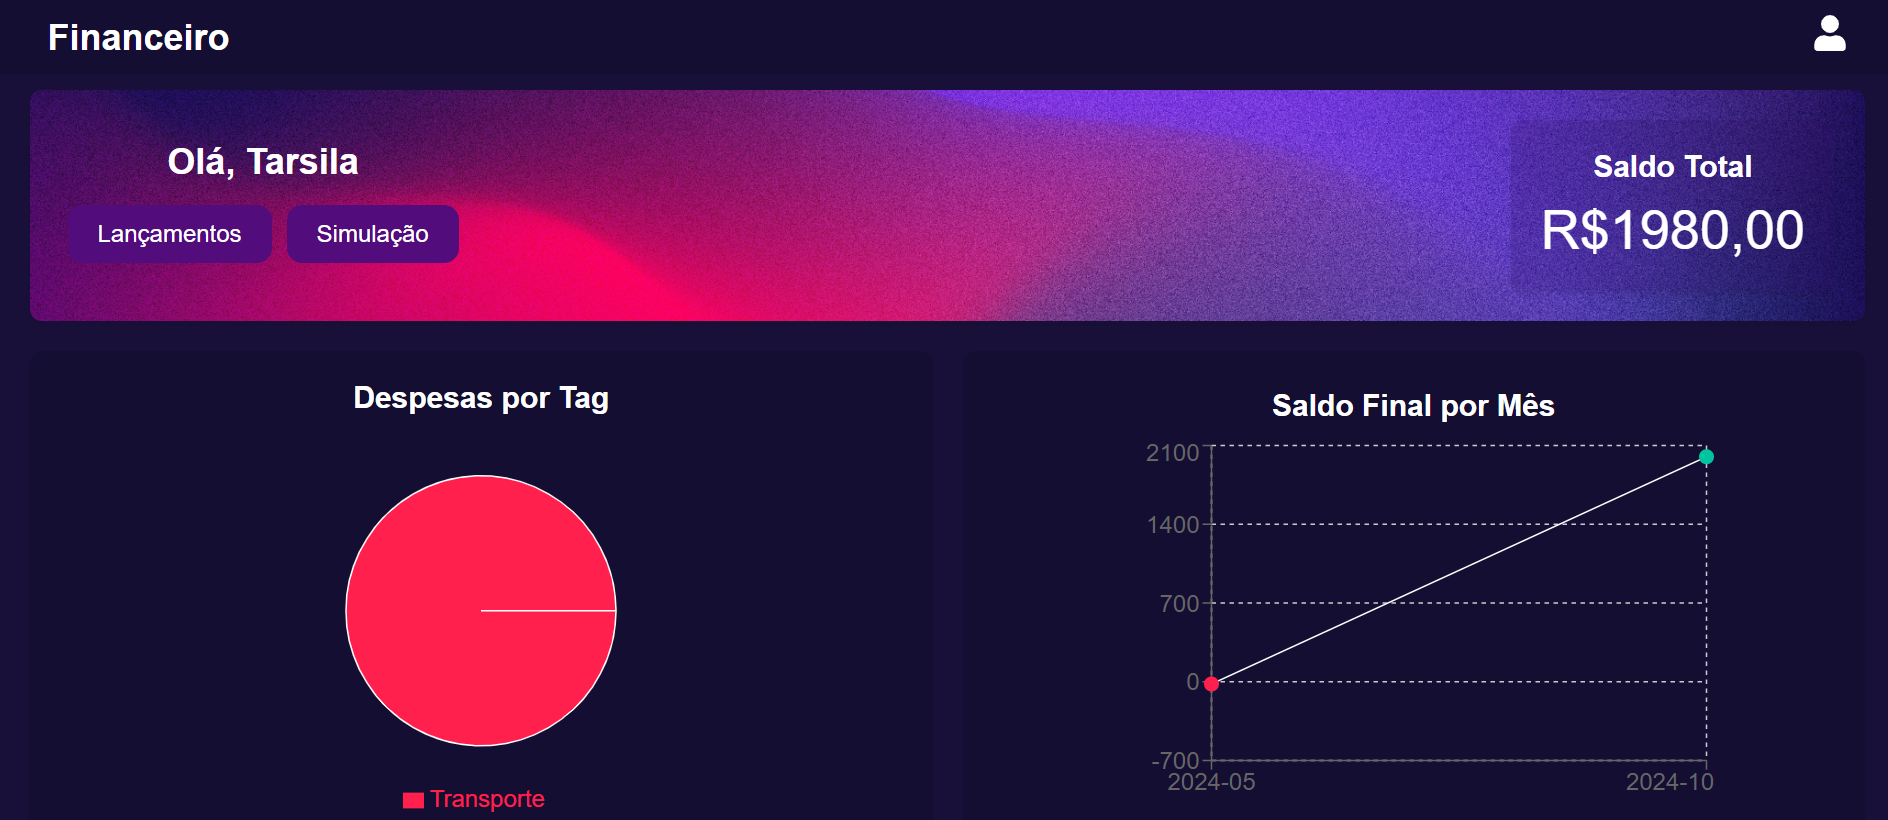 Financeiro
Olá, Tarsila
Lançamentos
Simulação
Saldo Total
R$1980,00
Despesas por Tag
Transporte
Saldo Final por Mês
2100
1400
700
0
-700
2024-05
2024-10